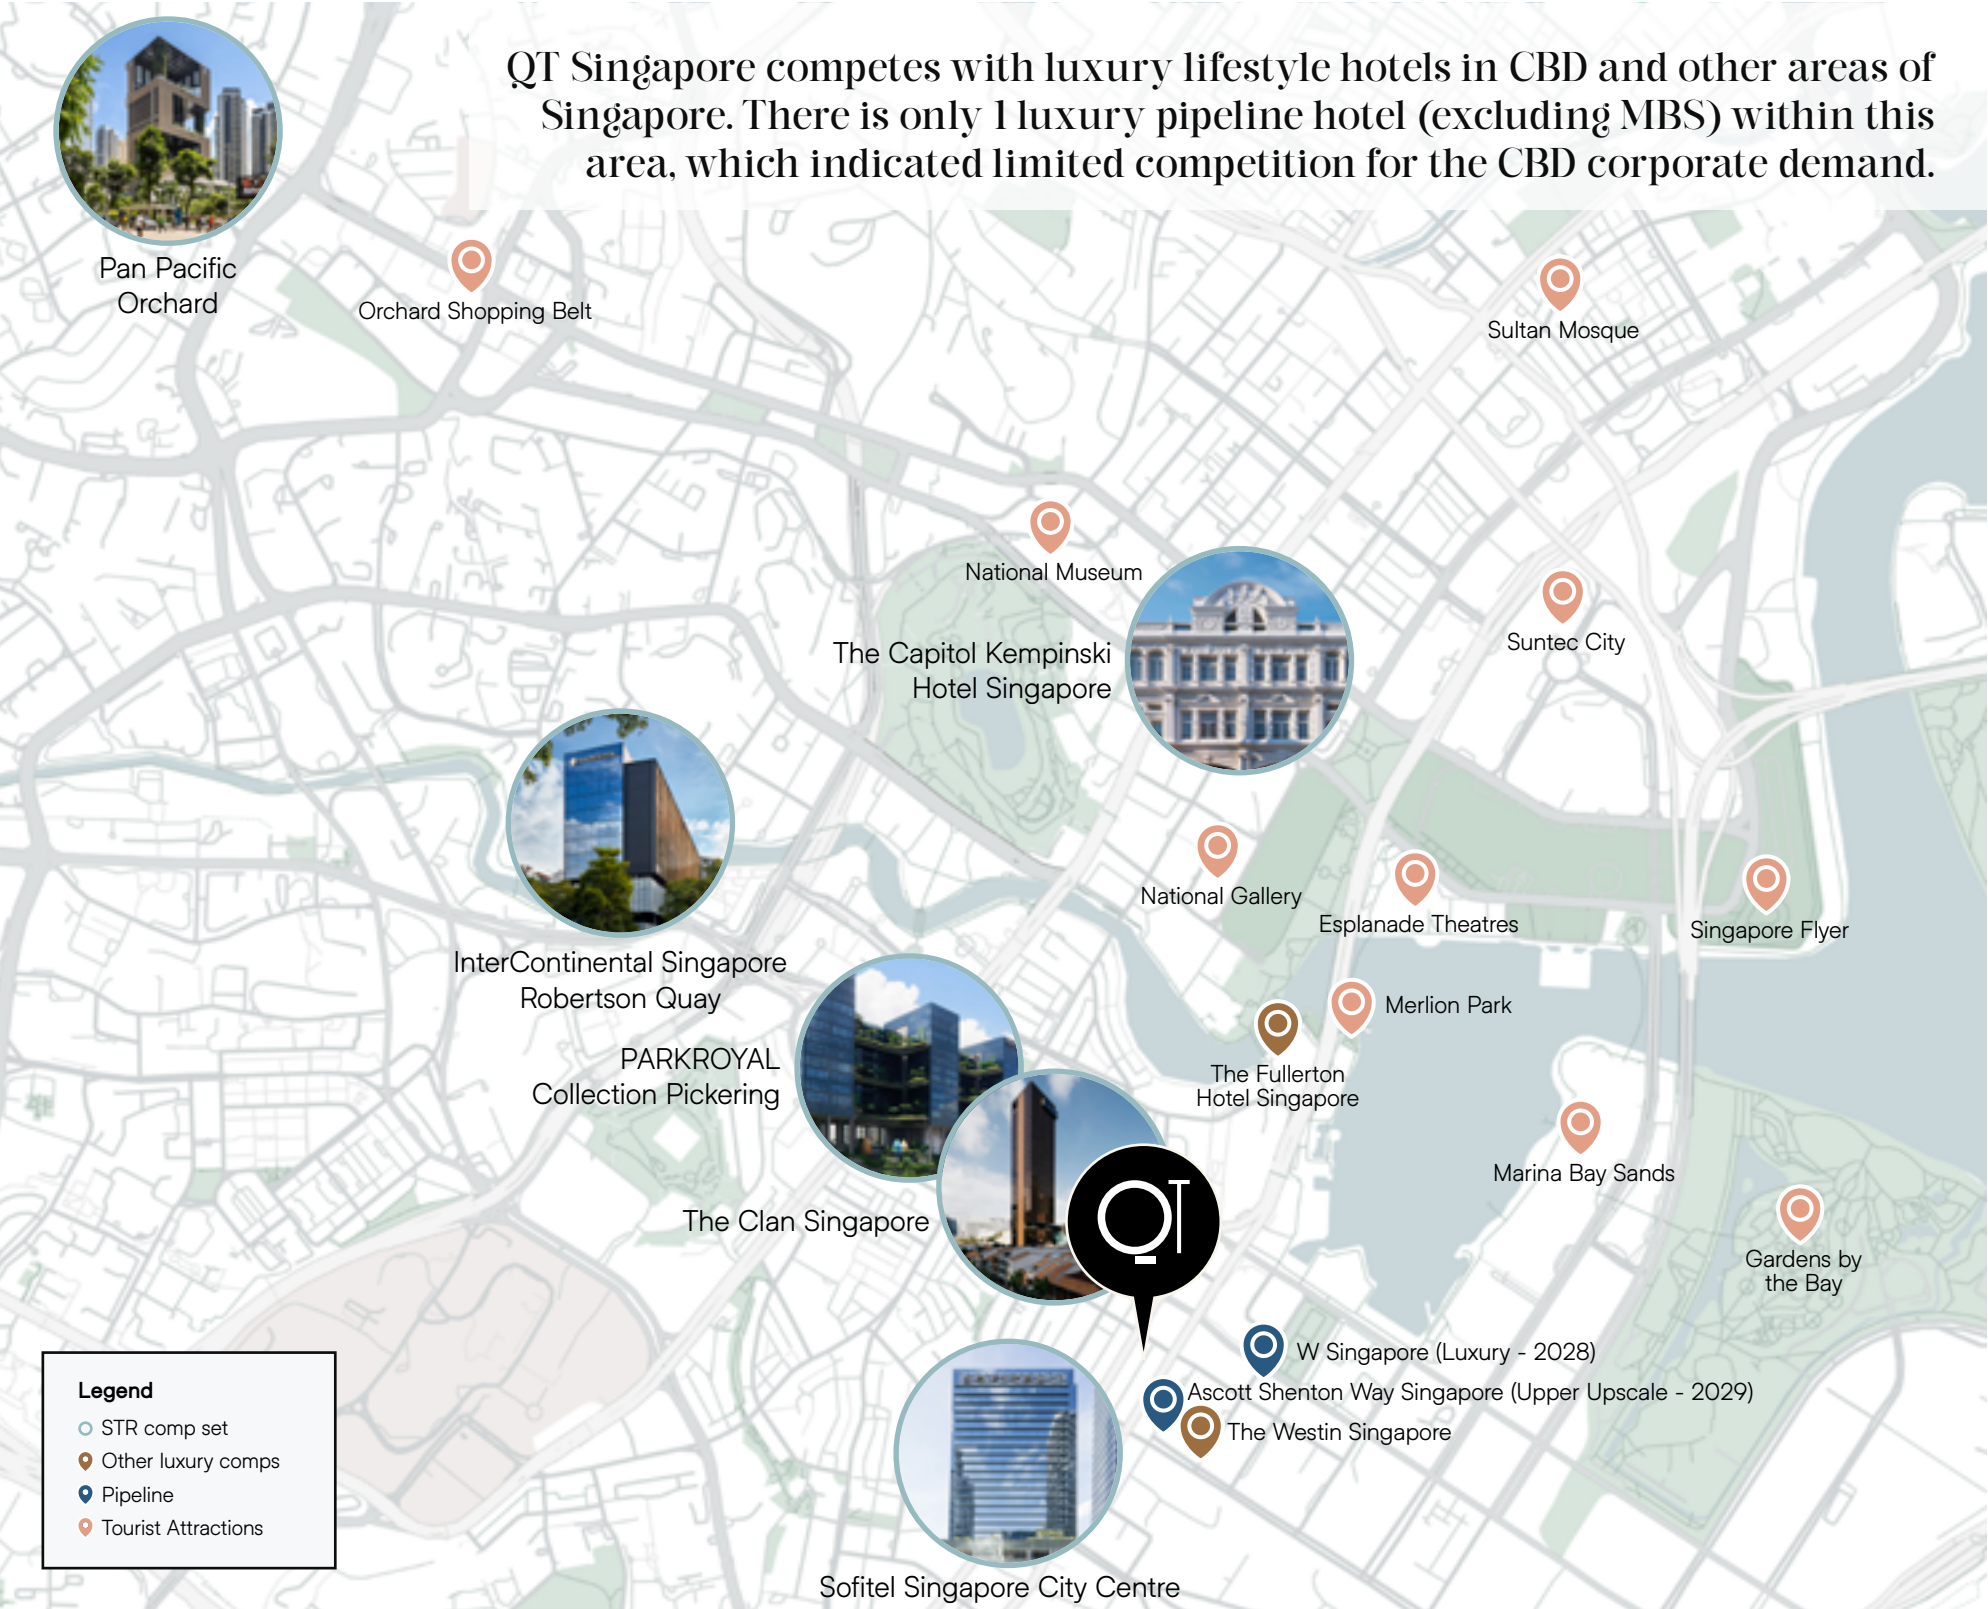 QT Singapore competes with luxury lifestyle hotels in CBD and other areas of
Singapore. There is only 1 luxury pipeline hotel (excluding MBS) within this
area, which indicated limited competition for the CBD corporate demand.
Pan Pacific
Orchard
Orchard Shopping Belt
Sultan Mosque
National Museum
The Capitol Kempinski
Hotel Singapore
Suntec City
National Gallery
Esplanade Theatres
Singapore Flyer
InterContinental Singapore
Robertson Quay
Merlion Park
PARKROYAL
Collection Pickering
The Fullerton
Hotel Singapore
Marina Bay Sands
The Clan Singapore
QT
Gardens by
the Bay
W Singapore (Luxury - 2028)
Ascott Shenton Way Singapore (Upper Upscale - 2029)
The Westin Singapore
Legend
STR comp set
Other luxury comps
Pipeline
Tourist Attractions
Sofitel Singapore City Centre